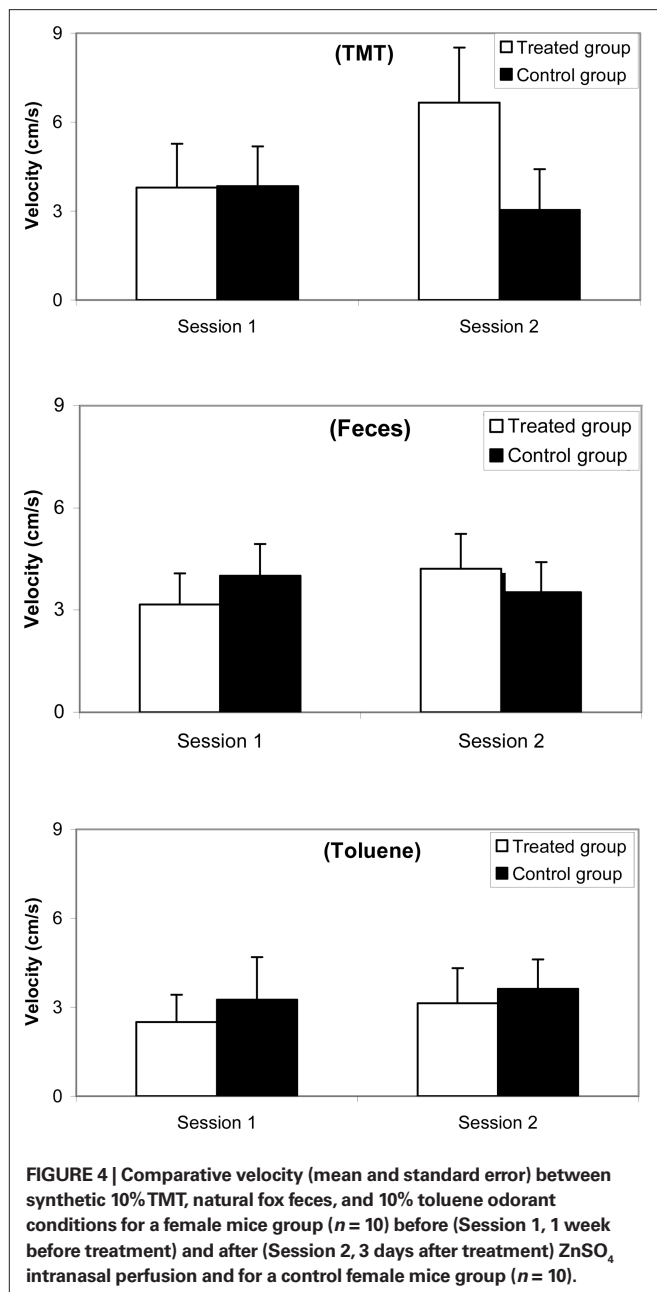 9
6
3
0
Velocity (cm/s)
(TMT)
Treated group
Control group
Session 1
Session 2
9
6
3
0
Velocity (cm/s)
(Feces)
Treated group
Control group
Session 1
Session 2
9
6
3
0
Velocity (cm/s)
(Toluene)
Treated group
Control group
Session 1
Session 2
FIGURE 4 | Comparative velocity (mean and standard error) between
synthetic 10% TMT, natural fox feces, and 10% toluene odorant
conditions for a female mice group (n = 10) before (Session 1, 1 week
before treatment) and after (Session 2, 3 days after treatment) ZnSO₄
intranasal perfusion and for a control female mice group (n = 10).